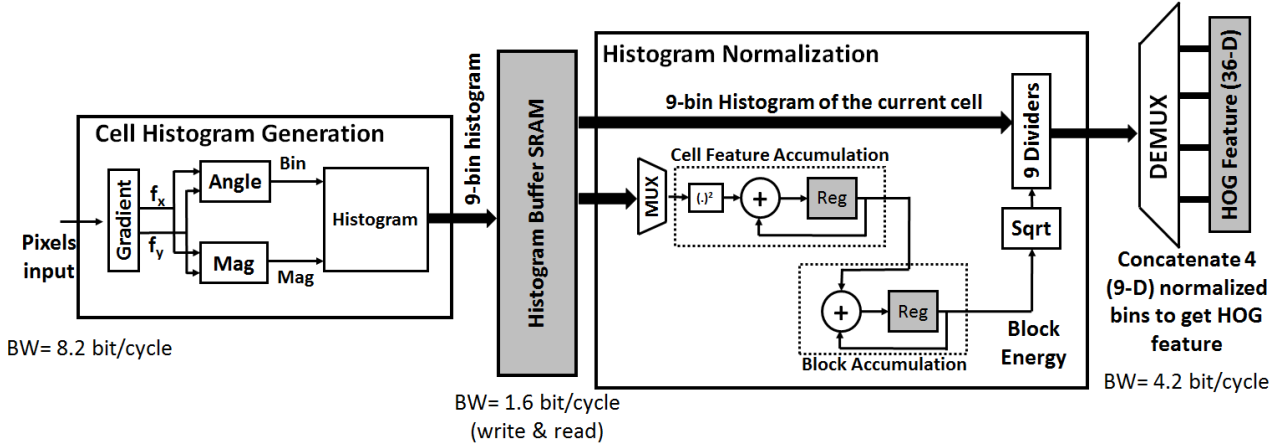 Cell Histogram Generation
Pixels
input
Gradient
fx
fy
Angle
Bin
Mag
Mag
Histogram
BW= 8.2 bit/cycle
9-bin histogram
Histogram Buffer SRAM
BW= 1.6 bit/cycle
(write & read)
Histogram Normalization
9-bin Histogram of the current cell
Cell Feature Accumulation
MUX
(.)²
+
Reg
+
Reg
Block Accumulation
9 Dividers
Sqrt
Block
Energy
DEMUX
HOG Feature (36-D)
Concatenate 4
(9-D) normalized
bins to get HOG
feature
BW= 4.2 bit/cycle